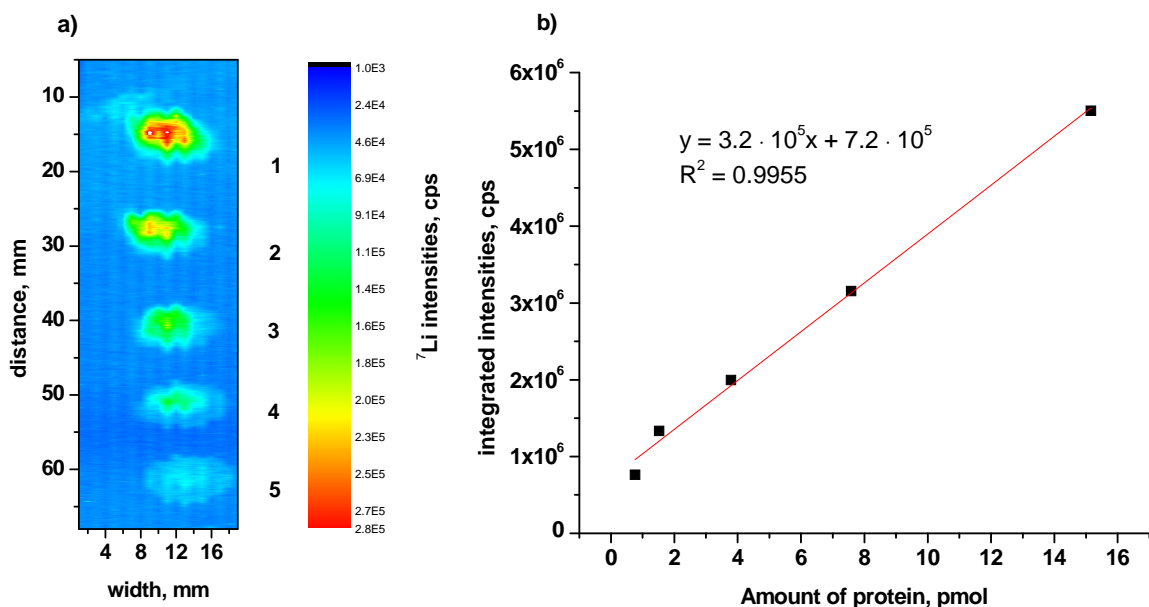 a)
10
20
30
40
50
60
distance, mm
4 8 12 16
width, mm
1
2
3
4
5
1.0E3
2.4E4
4.6E4
6.9E4
9.1E4
1.1E5
1.4E5
1.6E5
1.8E5
2.0E5
2.3E5
2.5E5
2.7E5
2.8E5
⁷Li intensities, cps
b)
6x10⁶
5x10⁶
4x10⁶
3x10⁶
2x10⁶
1x10⁶
0
integrated intensities, cps
y = 3.2 · 10⁵x + 7.2 · 10⁵
R² = 0.9955
0 2 4 6 8 10 12 14 16
Amount of protein, pmol